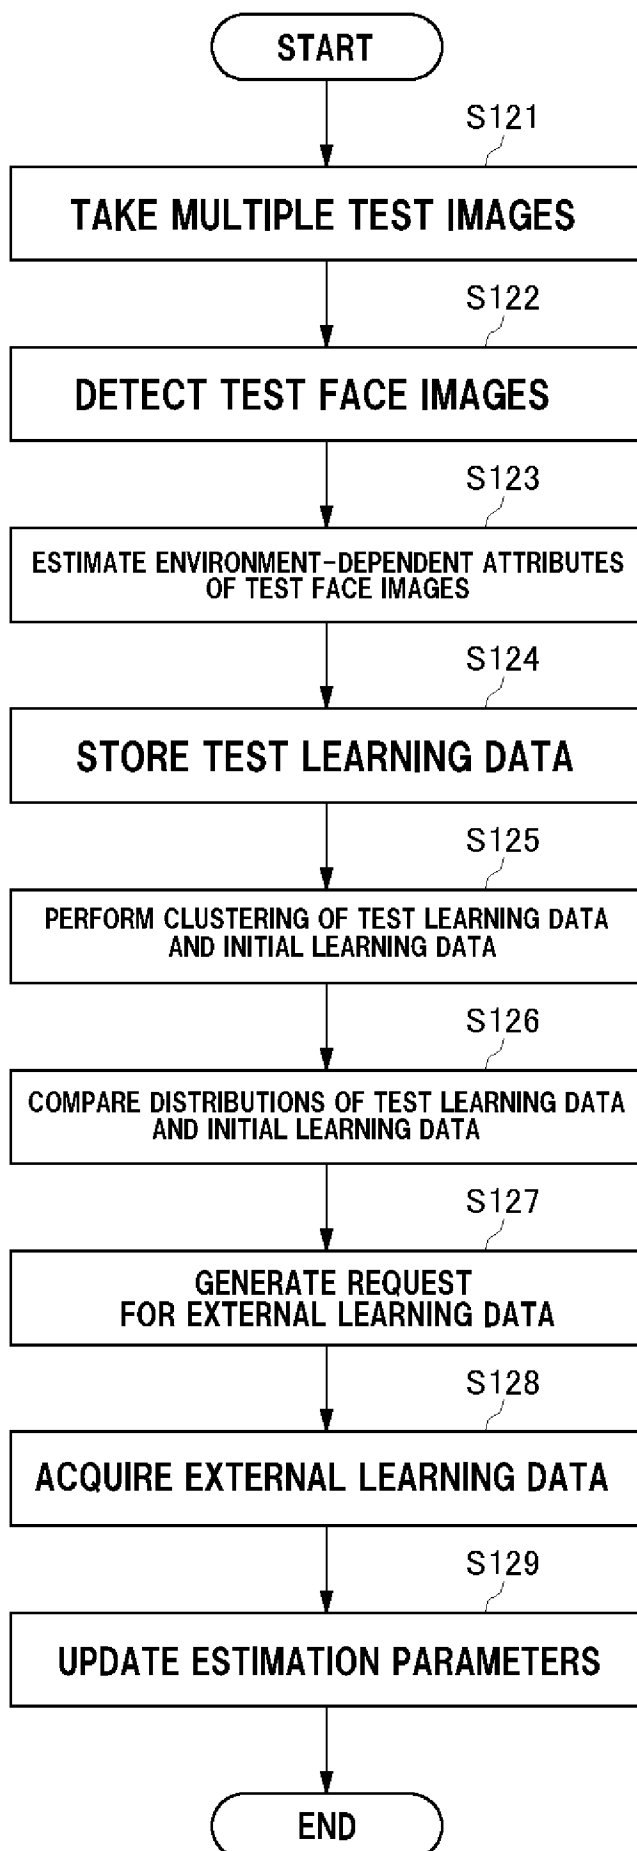 START
S121
TAKE MULTIPLE TEST IMAGES
S122
DETECT TEST FACE IMAGES
S123
ESTIMATE ENVIRONMENT-DEPENDENT ATTRIBUTES
OF TEST FACE IMAGES
S124
STORE TEST LEARNING DATA
S125
PERFORM CLUSTERING OF TEST LEARNING DATA
AND INITIAL LEARNING DATA
S126
COMPARE DISTRIBUTIONS OF TEST LEARNING DATA
AND INITIAL LEARNING DATA
S127
GENERATE REQUEST
FOR EXTERNAL LEARNING DATA
S128
ACQUIRE EXTERNAL LEARNING DATA
S129
UPDATE ESTIMATION PARAMETERS
END